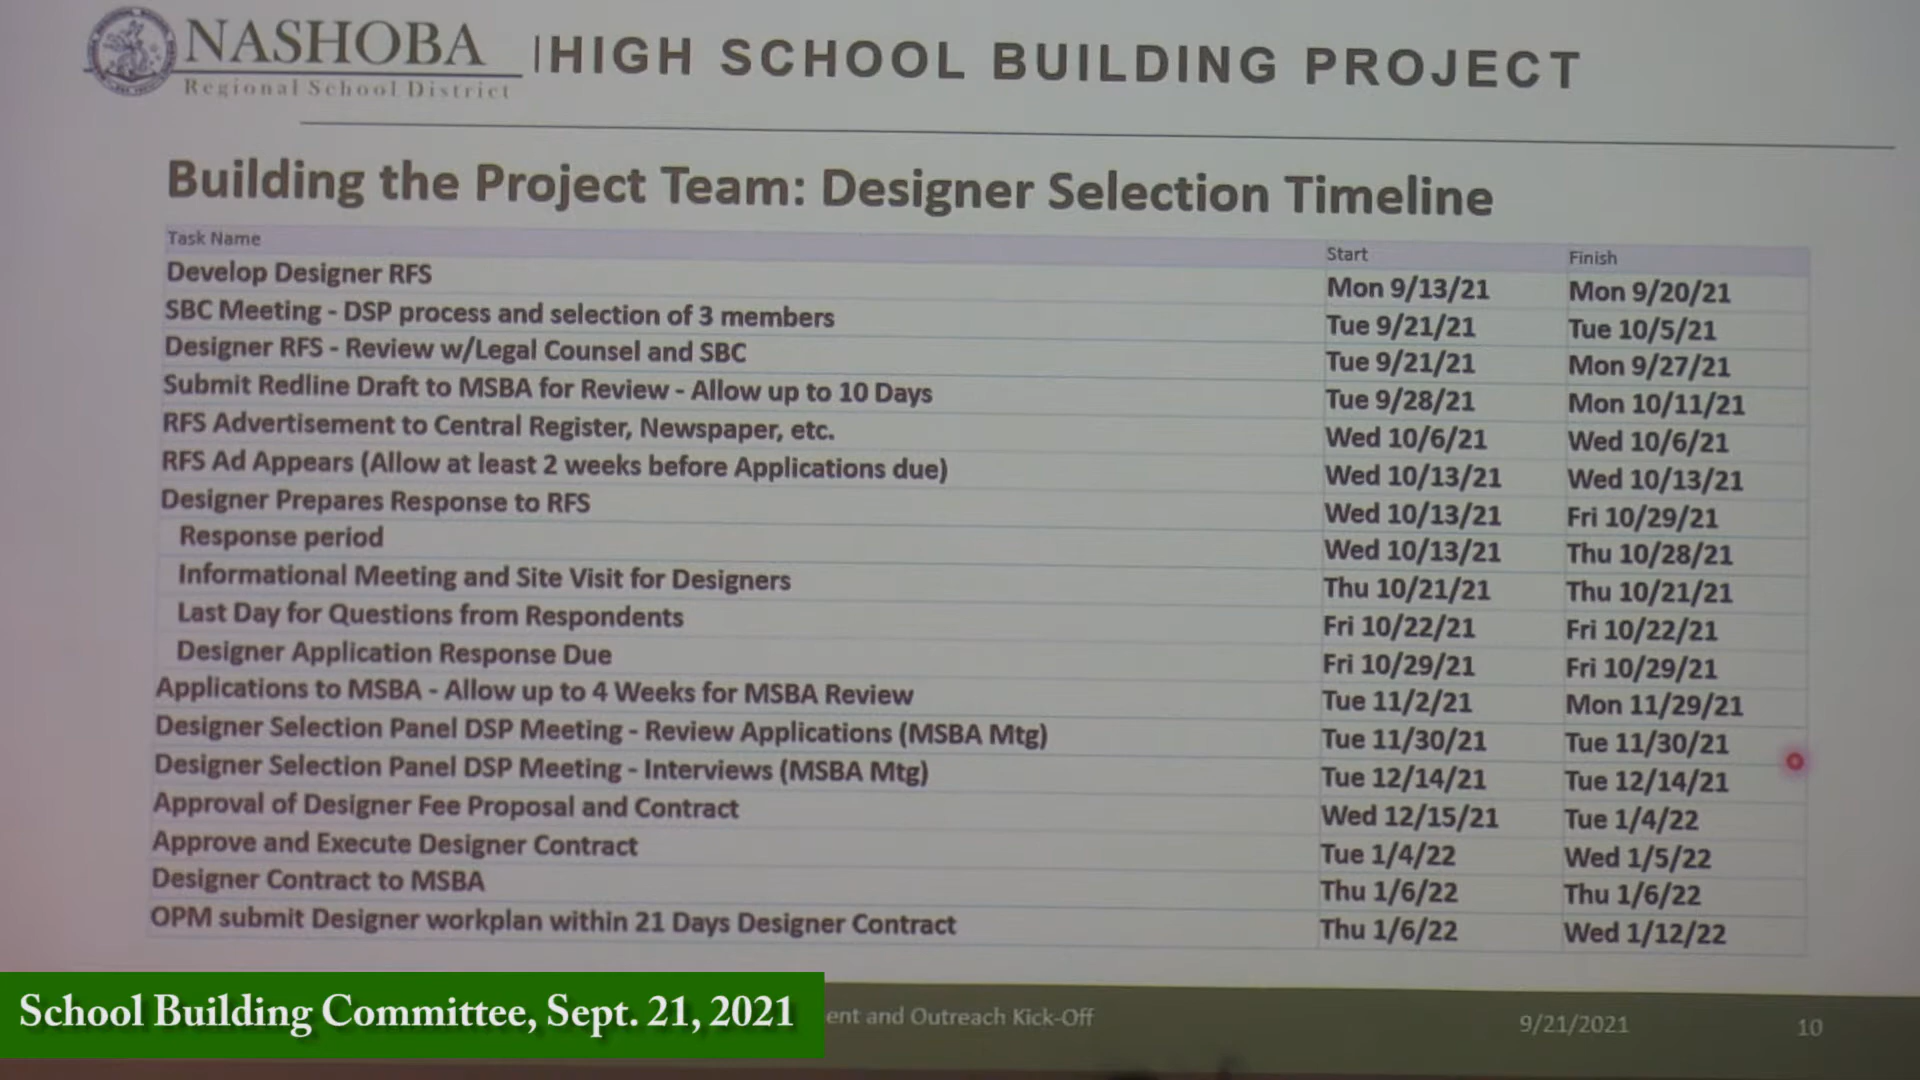 NASHOBA
Regional School District
HIGH SCHOOL BUILDING PROJECT
Building the Project Team: Designer Selection Timeline
Task Name Start Finish
Develop Designer RFS Mon 9/13/21 Mon 9/20/21
SBC Meeting - DSP process and selection of 3 members Tue 9/21/21 Tue 10/5/21
Designer RFS - Review w/Legal Counsel and SBC Tue 9/21/21 Mon 9/27/21
Submit Redline Draft to MSBA for Review - Allow up to 10 Days Tue 9/28/21 Mon 10/11/21
RFS Advertisement to Central Register, Newspaper, etc. Wed 10/6/21 Wed 10/6/21
RFS Ad Appears (Allow at least 2 weeks before Applications due) Wed 10/13/21 Wed 10/13/21
Designer Prepares Response to RFS Wed 10/13/21 Fri 10/29/21
Response period Wed 10/13/21 Thu 10/28/21
Informational Meeting and Site Visit for Designers Thu 10/21/21 Thu 10/21/21
Last Day for Questions from Respondents Fri 10/22/21 Fri 10/22/21
Designer Application Response Due Fri 10/29/21 Fri 10/29/21
Applications to MSBA - Allow up to 4 Weeks for MSBA Review Tue 11/2/21 Mon 11/29/21
Designer Selection Panel DSP Meeting - Review Applications (MSBA Mtg) Tue 11/30/21 Tue 11/30/21
Designer Selection Panel DSP Meeting - Interviews (MSBA Mtg) Tue 12/14/21 Tue 12/14/21
Approval of Designer Fee Proposal and Contract Wed 12/15/21 Tue 1/4/22
Approve and Execute Designer Contract Tue 1/4/22 Wed 1/5/22
Designer Contract to MSBA Thu 1/6/22 Thu 1/6/22
OPM submit Designer workplan within 21 Days Designer Contract Thu 1/6/22 Wed 1/12/22
School Building Committee, Sept. 21, 2021
ent and Outreach Kick-Off 9/21/2021 10